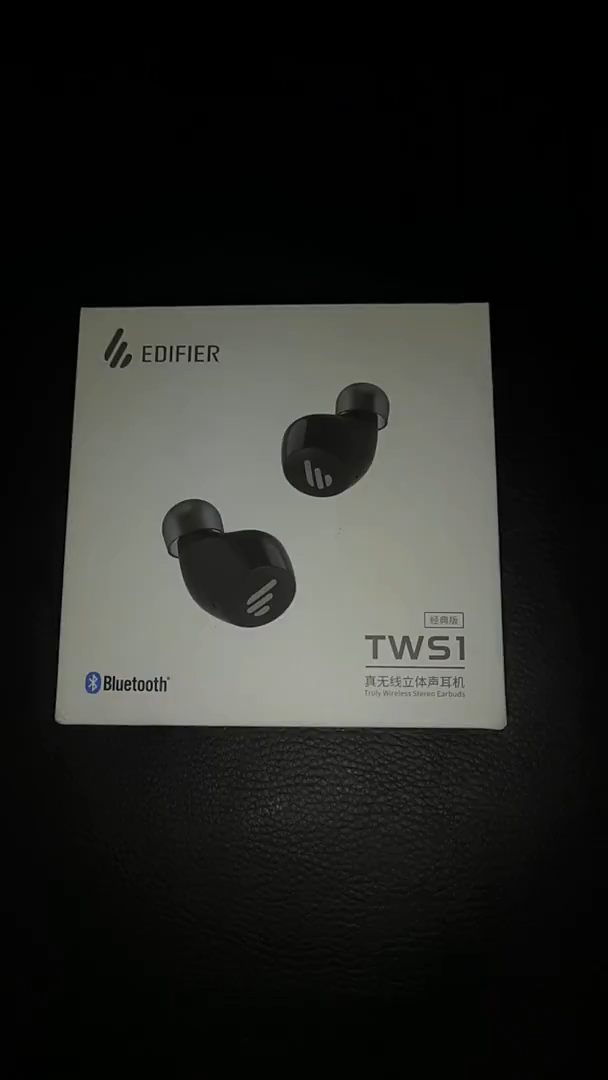 EDIFIER
经典版
TWS1
真无线立体声耳机
Truly Wireless Stereo Earbuds
Bluetooth®